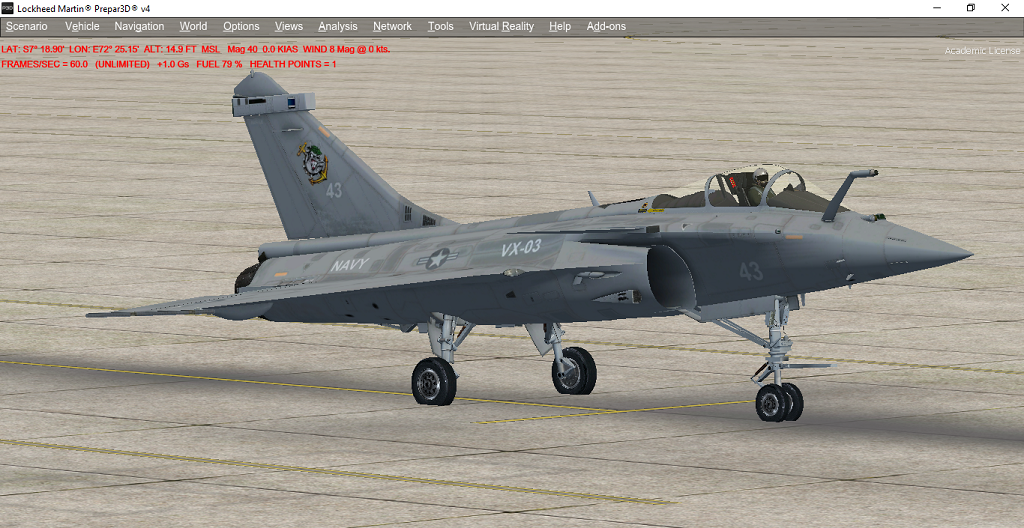 P3D Lockheed Martin® Prepar3D® v4
Scenario Vehicle Navigation World Options Views Analysis Network Tools Virtual Reality Help Add-ons
LAT: S7° 18.90' LON: E72° 25.15' ALT: 14.9 FT MSL Mag 40 0.0 KIAS WIND 8 Mag @ 0 kts.
Academic License
FRAMES/SEC = 60.0 (UNLIMITED) +1.0 Gs FUEL 79 % HEALTH POINTS = 1
43
NAVY
VX-03
43